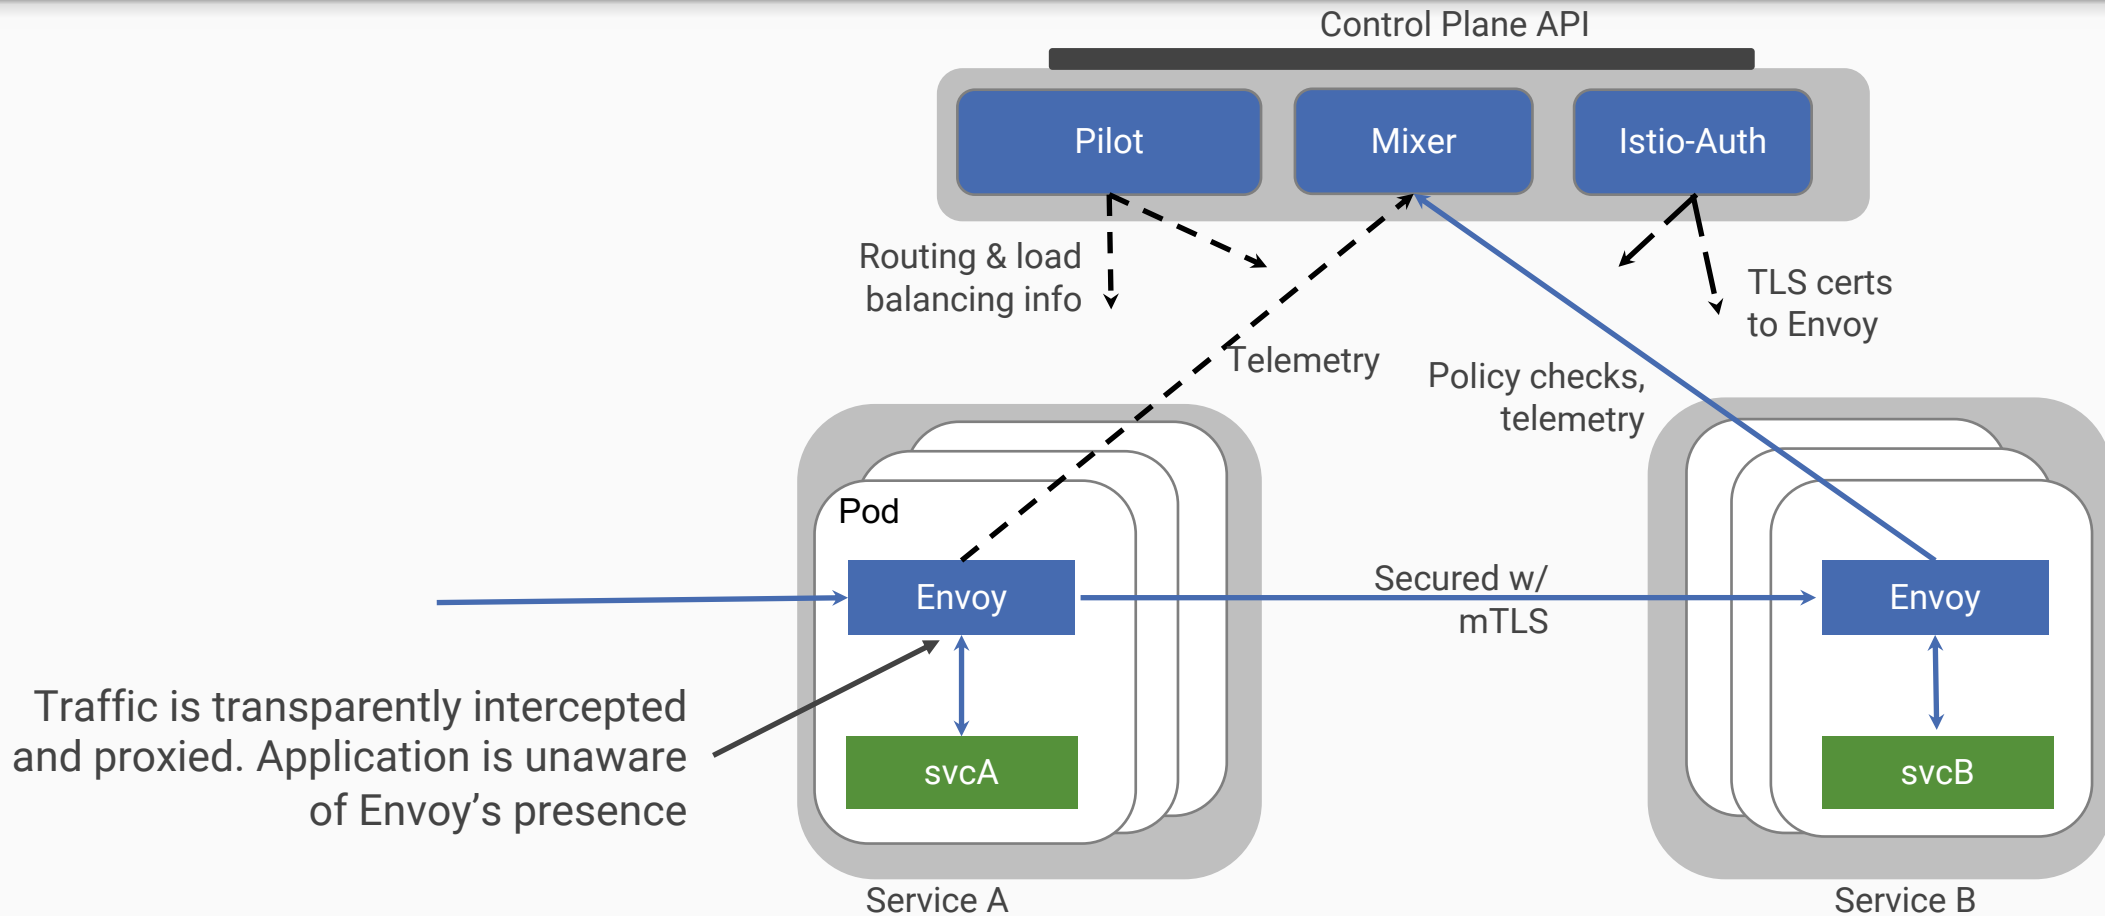 Control Plane API
Pilot
Mixer
Istio-Auth
Routing & load
balancing info
TLS certs
to Envoy
Telemetry
Policy checks,
telemetry
Pod
Envoy
Secured w/
mTLS
Envoy
Traffic is transparently intercepted
and proxied. Application is unaware
of Envoy’s presence
svcA
svcB
Service A
Service B